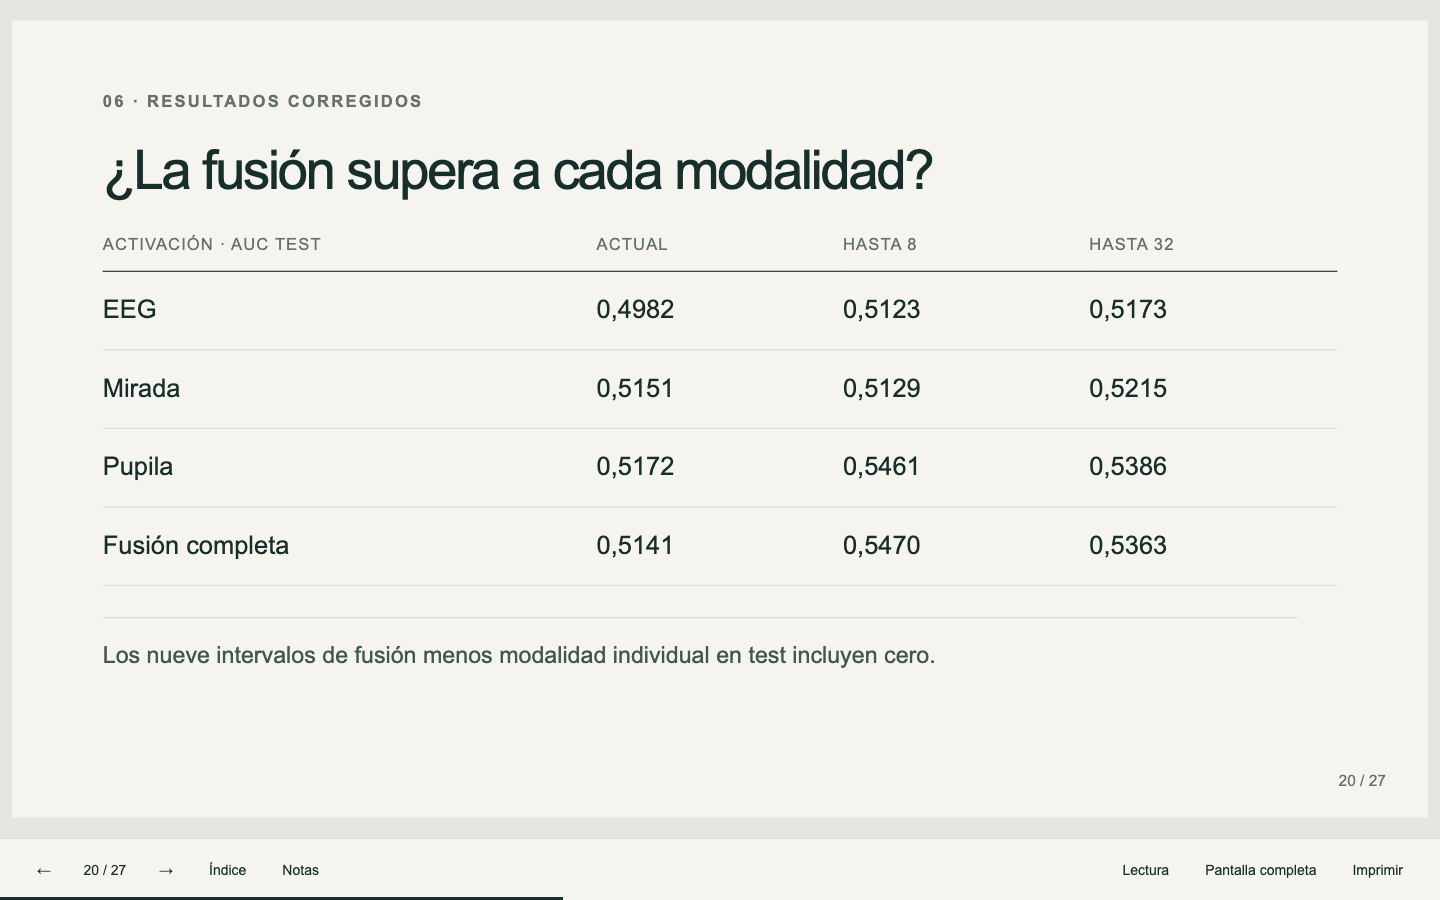 06 · RESULTADOS CORREGIDOS
¿La fusión supera a cada modalidad?
ACTIVACIÓN · AUC TEST ACTUAL HASTA 8 HASTA 32
EEG 0,4982 0,5123 0,5173
Mirada 0,5151 0,5129 0,5215
Pupila 0,5172 0,5461 0,5386
Fusión completa 0,5141 0,5470 0,5363
Los nueve intervalos de fusión menos modalidad individual en test incluyen cero.
20 / 27
← 20 / 27 → Índice Notas Lectura Pantalla completa Imprimir